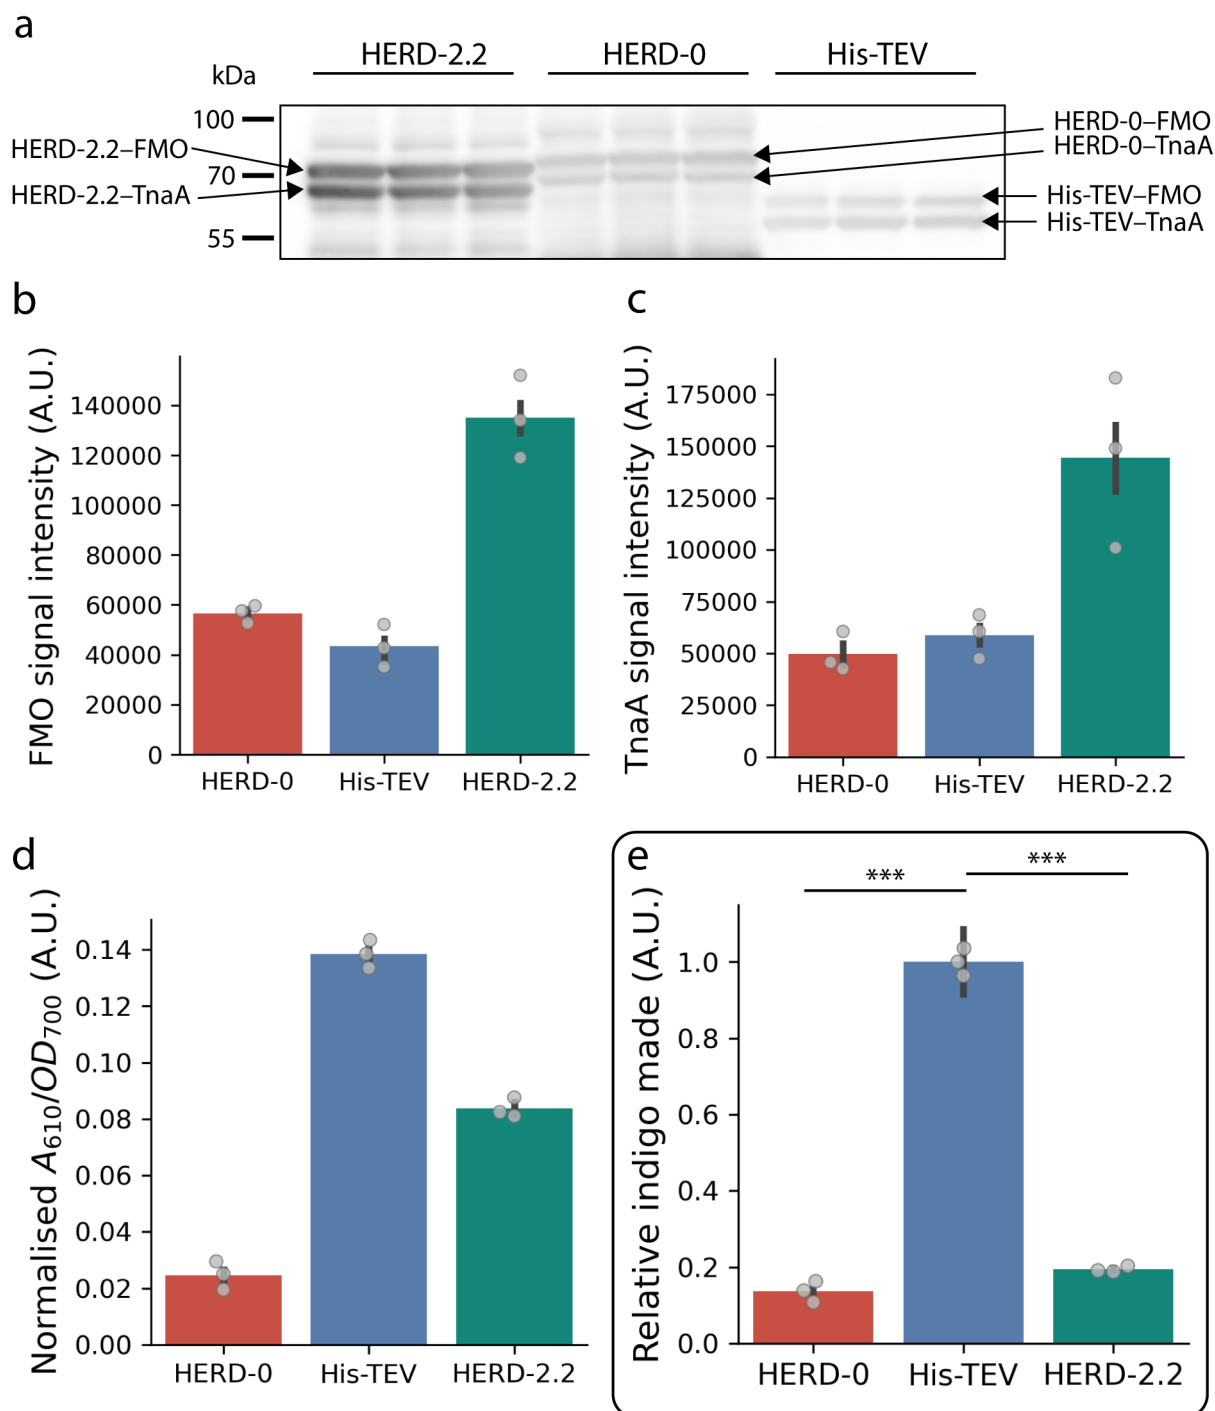 a
HERD-2.2 HERD-0 His-TEV
kDa
100
70
55
HERD-2.2–FMO
HERD-2.2–TnaA
HERD-0–FMO
HERD-0–TnaA
His-TEV–FMO
His-TEV–TnaA
b
FMO signal intensity (A.U.)
140000
120000
100000
80000
60000
40000
20000
0
HERD-0 His-TEV HERD-2.2
c
TnaA signal intensity (A.U.)
175000
150000
125000
100000
75000
50000
25000
0
HERD-0 His-TEV HERD-2.2
d
Normalised A610/OD700 (A.U.)
0.14
0.12
0.10
0.08
0.06
0.04
0.02
0.00
HERD-0 His-TEV HERD-2.2
e
*** ***
Relative indigo made (A.U.)
1.0
0.8
0.6
0.4
0.2
0.0
HERD-0 His-TEV HERD-2.2